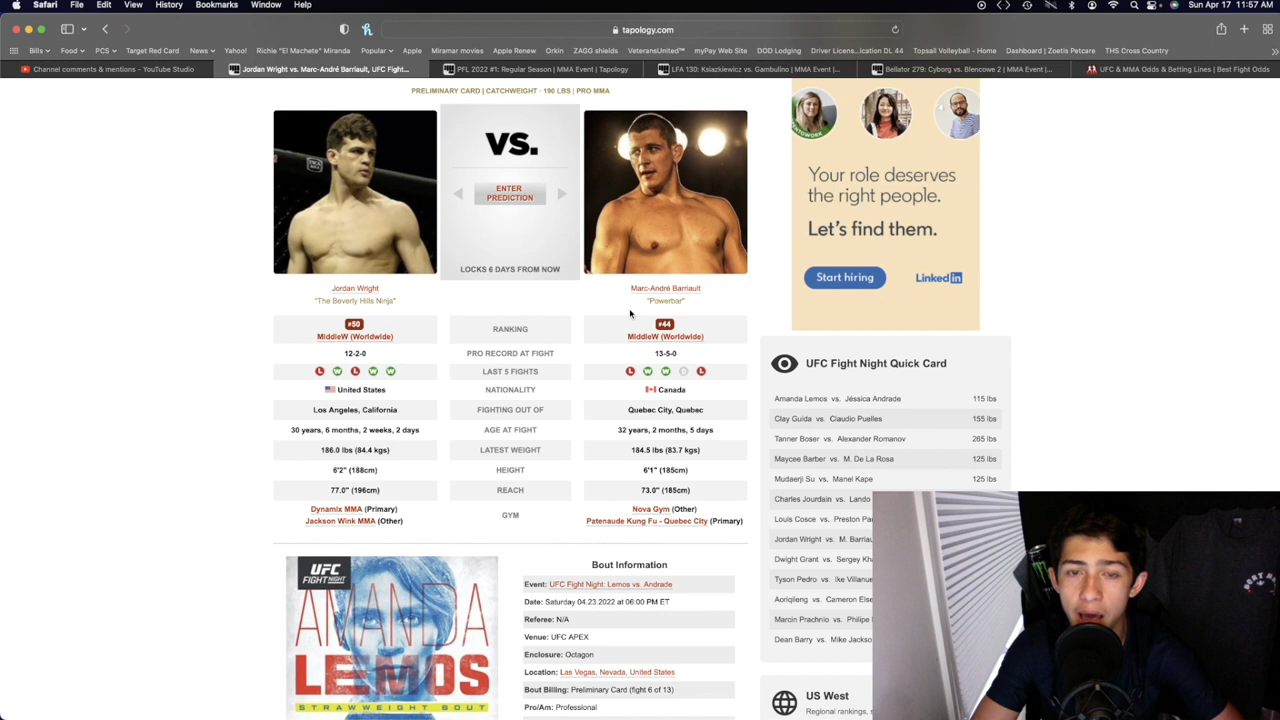 Safari File Edit View History Bookmarks Window Help
Sun Apr 17 11:57 AM
tapology.com
Bills Food PCS Target Red Card News Yahoo! Richie "El Machete" Miranda Popular Apple Miramar movies Apple Renew Orkin ZAGG shields VeteransUnited™ myPay Web Site DOD Lodging Driver Licens...ication DL 44 Topsail Volleyball - Home Dashboard | Zoetis Petcare THS Cross Country
Channel comments & mentions - YouTube Studio
Jordan Wright vs. Marc-André Barriault, UFC Fight...
PFL 2022 #1: Regular Season | MMA Event | Tapology
LFA 130: Ksiazkiewicz vs. Gambulino | MMA Event |...
Bellator 279: Cyborg vs. Blencowe 2 | MMA Event |...
UFC & MMA Odds & Betting Lines | Best Fight Odds
PRELIMINARY CARD | CATCHWEIGHT · 190 LBS | PRO MMA
VS.
ENTER
PREDICTION
LOCKS 6 DAYS FROM NOW
Jordan Wright Marc-André Barriault
"The Beverly Hills Ninja" "Powerbar"
#50 #44
MiddleW (Worldwide) RANKING MiddleW (Worldwide)
12-2-0 PRO RECORD AT FIGHT 13-5-0
L W L W W LAST 5 FIGHTS L W W D L
United States NATIONALITY Canada
Los Angeles, California FIGHTING OUT OF Quebec City, Quebec
30 years, 6 months, 2 weeks, 2 days AGE AT FIGHT 32 years, 2 months, 5 days
186.0 lbs (84.4 kgs) LATEST WEIGHT 184.5 lbs (83.7 kgs)
6'2" (188cm) HEIGHT 6'1" (185cm)
77.0" (196cm) REACH 73.0" (185cm)
Dynamix MMA (Primary) GYM Nova Gym (Other)
Jackson Wink MMA (Other) Patenaude Kung Fu - Quebec City (Primary)
UFC
FIGHT NIGHT
AMANDA
LEMOS
STRAWWEIGHT BOUT
Bout Information
Event: UFC Fight Night: Lemos vs. Andrade
Date: Saturday 04.23.2022 at 06:00 PM ET
Referee: N/A
Venue: UFC APEX
Enclosure: Octagon
Location: Las Vegas, Nevada, United States
Bout Billing: Preliminary Card (fight 6 of 13)
Pro/Am: Professional
Your role deserves
the right people.
Let's find them.
Start hiring
LinkedIn
UFC Fight Night Quick Card
Amanda Lemos vs. Jéssica Andrade 115 lbs
Clay Guida vs. Claudio Puelles 155 lbs
Tanner Boser vs. Alexander Romanov 265 lbs
Maycee Barber vs. M. De La Rosa 125 lbs
Mudaerji Su vs. Manel Kape 125 lbs
Charles Jourdain vs. Lando
Louis Cosce vs. Preston Pa
Jordan Wright vs. M. Barriau
Dwight Grant vs. Sergey Kha
Tyson Pedro vs. Ike Villanue
Aoriqileng vs. Cameron Else
Marcin Prachnio vs. Philipe
Dean Barry vs. Mike Jackso
US West
Regional rankings,